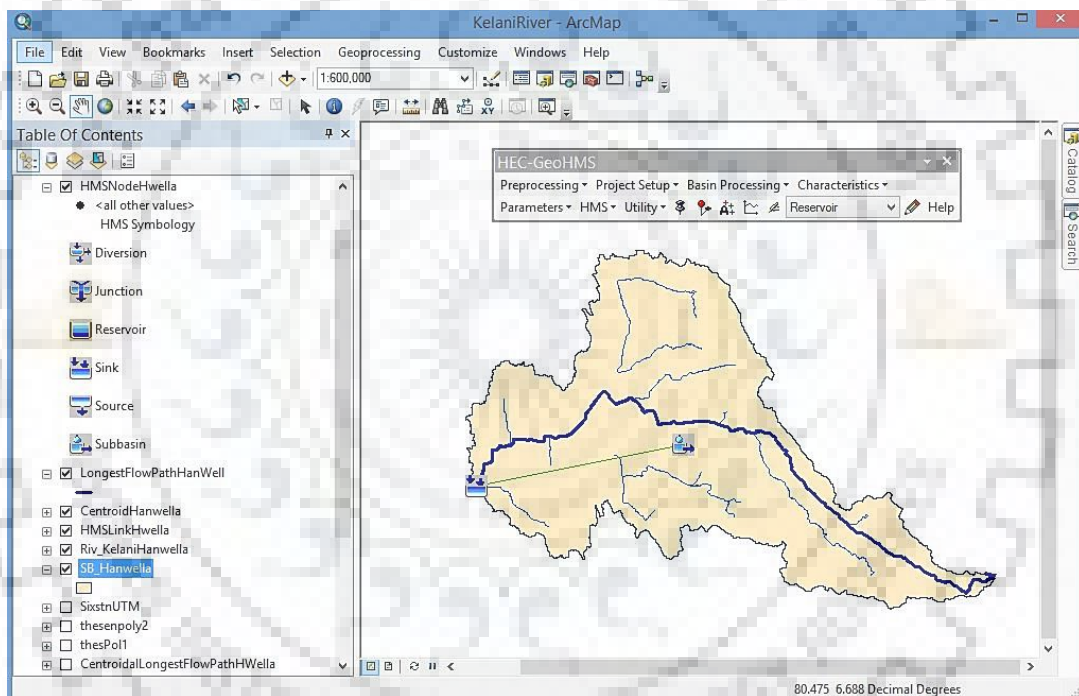 KelaniRiver - ArcMap
File Edit View Bookmarks Insert Selection Geoprocessing Customize Windows Help
1:600,000
Table Of Contents
HMSNodeHwella
<all other values>
HMS Symbology
Diversion
Junction
Reservoir
Sink
Source
Subbasin
LongestFlowPathHanWell
CentroidHanwella
HMSLinkHwella
Riv_KelaniHanwella
SB_Hanwella
SixstnUTM
thesenpoly2
thesPol1
CentroidalLongestFlowPathHWella
HEC-GeoHMS
Preprocessing Project Setup Basin Processing Characteristics
Parameters HMS Utility Reservoir Help
Catalog
Search
80.475 6.688 Decimal Degrees